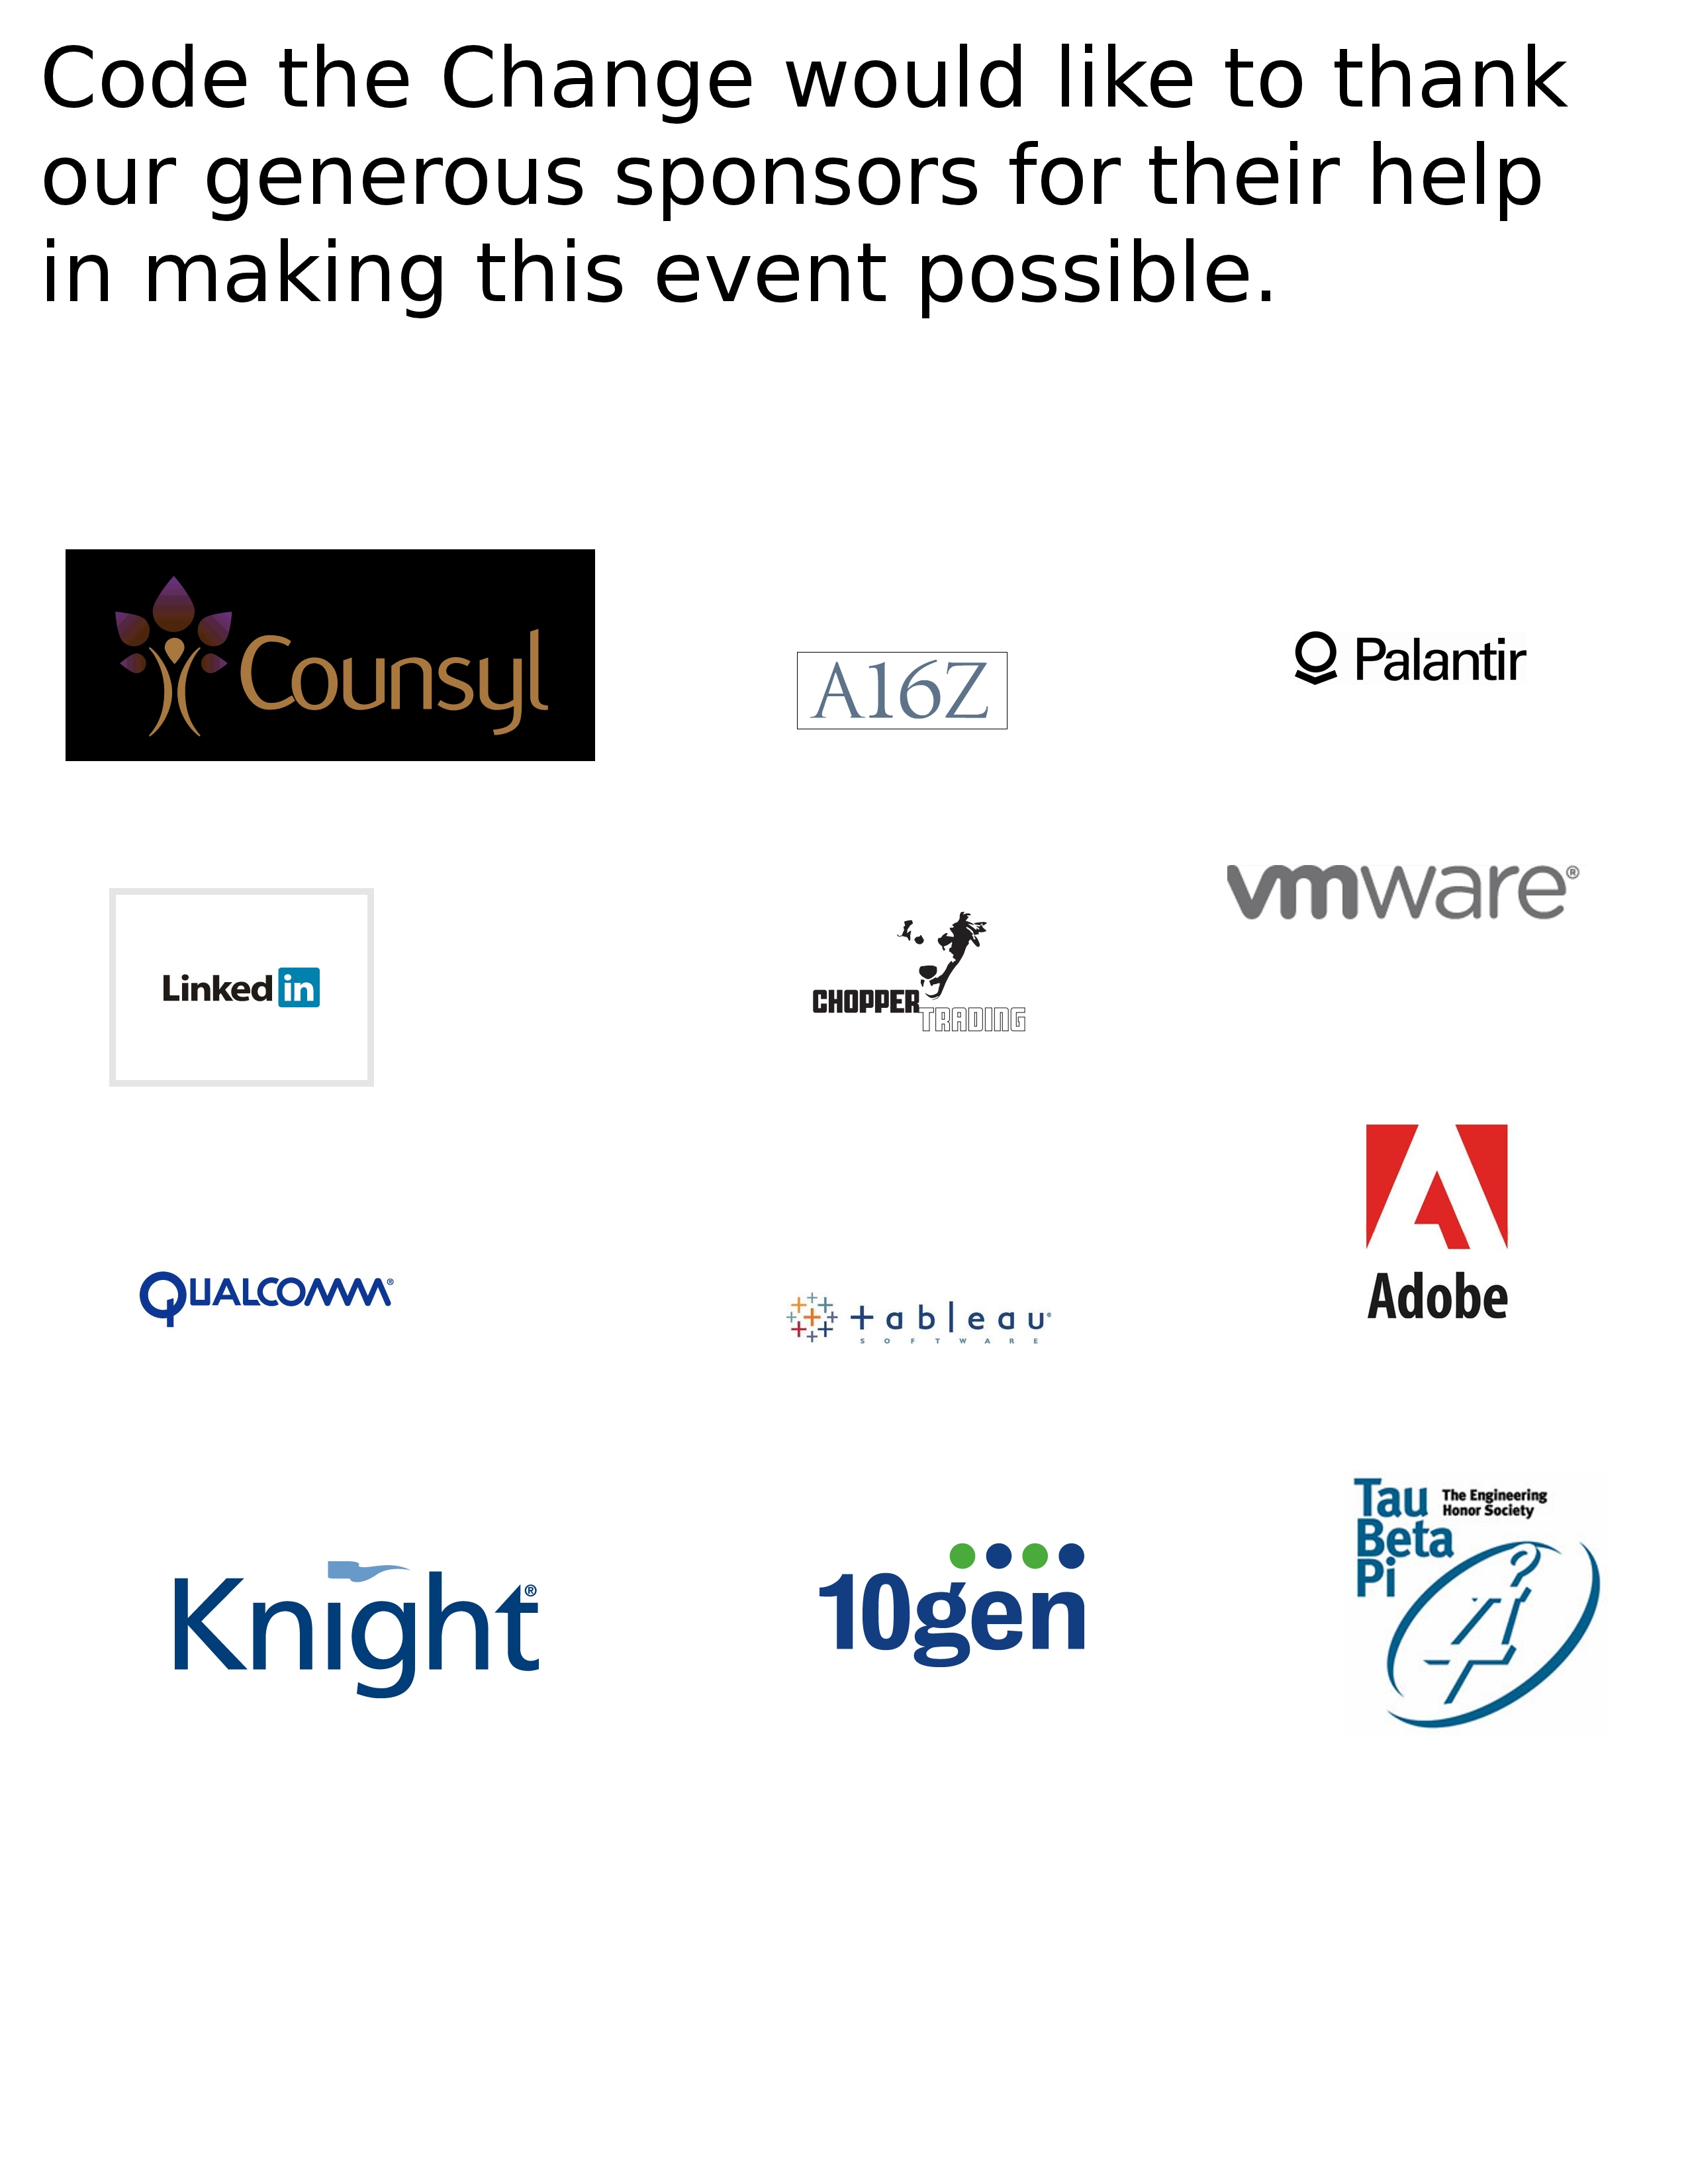 Code the Change would like to thank
our generous sponsors for their help
in making this event possible.
Counsyl
A16Z
Palantir
Linked in
CHOPPER
TRADING
vmware®
QUALCOMM®
+ableau®
SOFTWARE
Adobe
Knight®
10gen
Tau
Beta
Pi
The Engineering
Honor Society